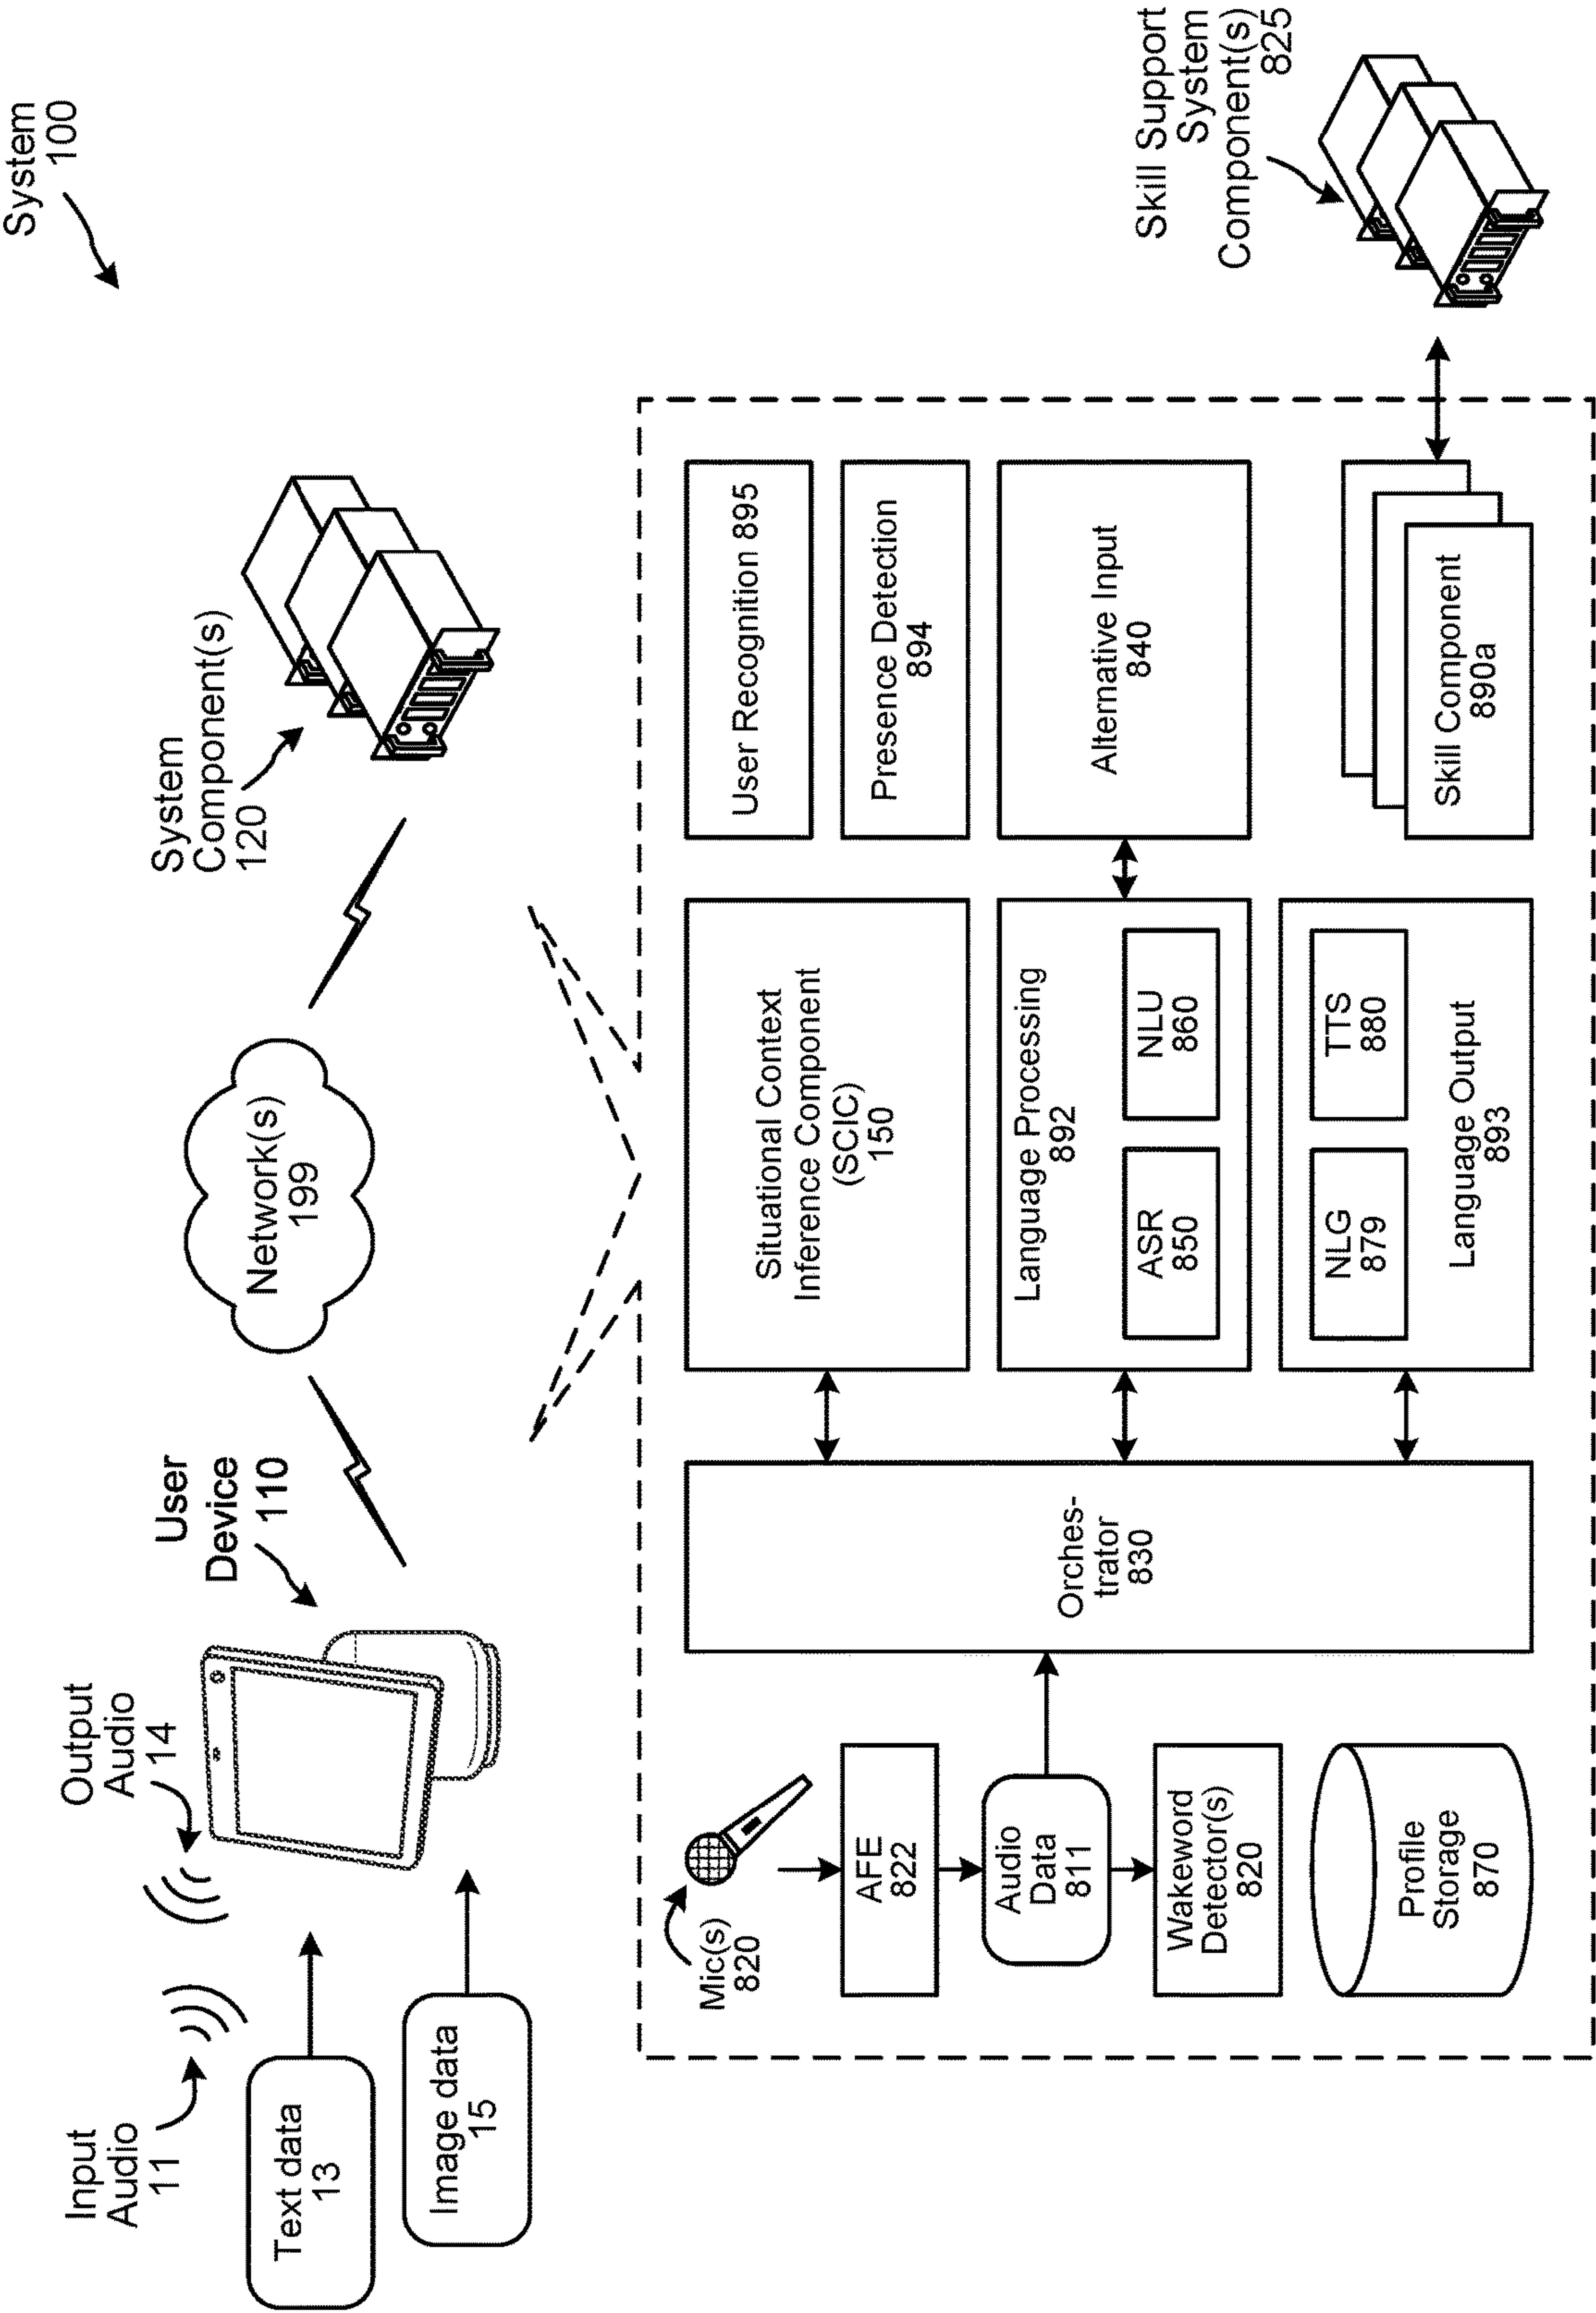 System
100
Input
Audio
11
Output
Audio
14
User
Device
110
Text data
13
Image data
15
Network(s)
199
System
Component(s)
120
Mic(s)
820
AFE
822
Audio
Data
811
Wakeword
Detector(s)
820
Profile
Storage
870
Orches-
trator
830
Situational Context
Inference Component
(SCIC)
150
Language Processing
892
ASR
850
NLU
860
NLG
879
TTS
880
Language Output
893
User Recognition 895
Presence Detection
894
Alternative Input
840
Skill Component
890a
Skill Support
System
Component(s)
825